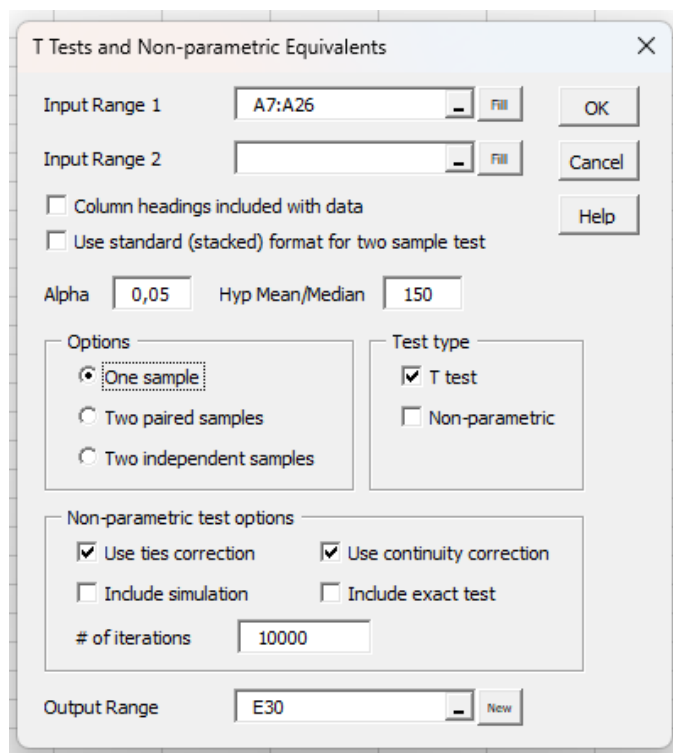 T Tests and Non-parametric Equivalents
Input Range 1 A7:A26 _ Fill OK
Input Range 2 _ Fill Cancel
Column headings included with data Help
Use standard (stacked) format for two sample test
Alpha 0,05 Hyp Mean/Median 150
Options Test type
One sample T test
Two paired samples Non-parametric
Two independent samples
Non-parametric test options
Use ties correction Use continuity correction
Include simulation Include exact test
# of iterations 10000
Output Range E30 _ New